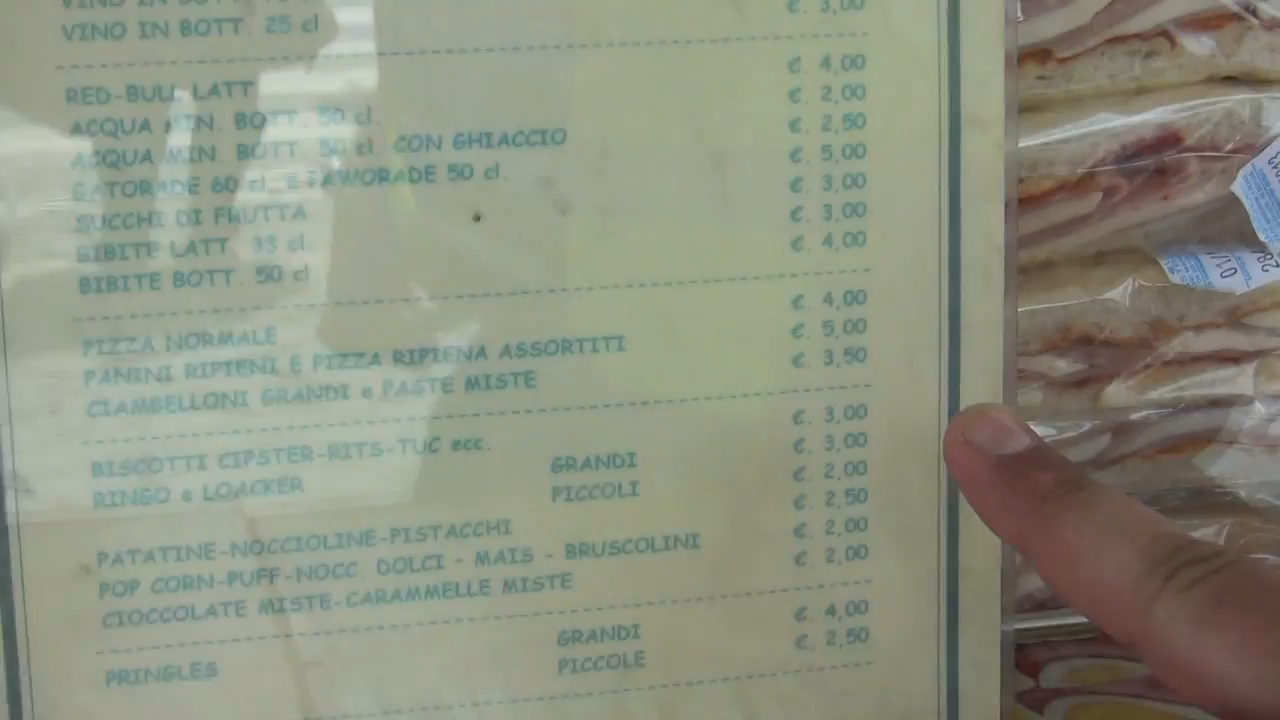 VINO IN BOTT.
VINO IN BOTT. 25 cl €. 3,00
RED-BULL LATT €. 4,00
ACQUA MIN. BOTT. 50 cl. €. 2,00
ACQUA MIN. BOTT. 50 cl CON GHIACCIO €. 2,50
GATORADE 60 cl. E PAWORADE 50 cl. €. 5,00
SUCCHI DI FRUTTA €. 3,00
BIBITE LATT. 33 cl. €. 3,00
BIBITE BOTT. 50 cl €. 4,00
PIZZA NORMALE €. 4,00
PANINI RIPIENI E PIZZA RIPIENA ASSORTITI €. 5,00
CIAMBELLONI GRANDI e PASTE MISTE €. 3,50
BISCOTTI CIPSTER-RITS-TUC ecc. €. 3,00
RINGO e LOACKER GRANDI €. 3,00
PICCOLI €. 2,00
PATATINE-NOCCIOLINE-PISTACCHI €. 2,50
POP CORN-PUFF-NOCC. DOLCI - MAIS - BRUSCOLINI €. 2,00
CIOCCOLATE MISTE-CARAMMELLE MISTE €. 2,00
PRINGLES GRANDI €. 4,00
PICCOLE €. 2,50